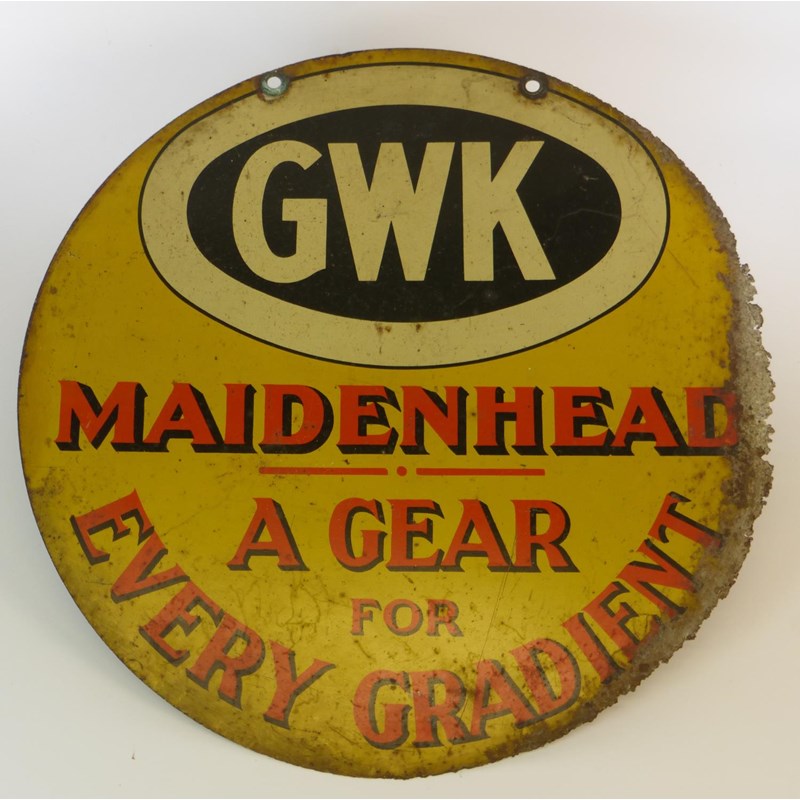 GWK
MAIDENHEAD
A GEAR
FOR
EVERY GRADIENT